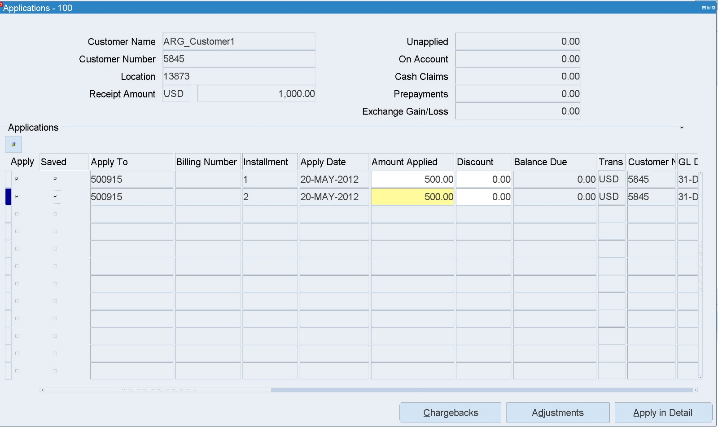 Applications - 100
Customer Name ARG_Customer1 Unapplied 0.00
Customer Number 5845 On Account 0.00
Location 13873 Cash Claims 0.00
Receipt Amount USD 1,000.00 Prepayments 0.00
Exchange Gain/Loss 0.00
Applications
Apply Saved Apply To Billing Number Installment Apply Date Amount Applied Discount Balance Due Trans Customer N GL D
500915 1 20-MAY-2012 500.00 0.00 0.00 USD 5845 31-D
500915 2 20-MAY-2012 500.00 0.00 0.00 USD 5845 31-D
Chargebacks Adjustments Apply in Detail